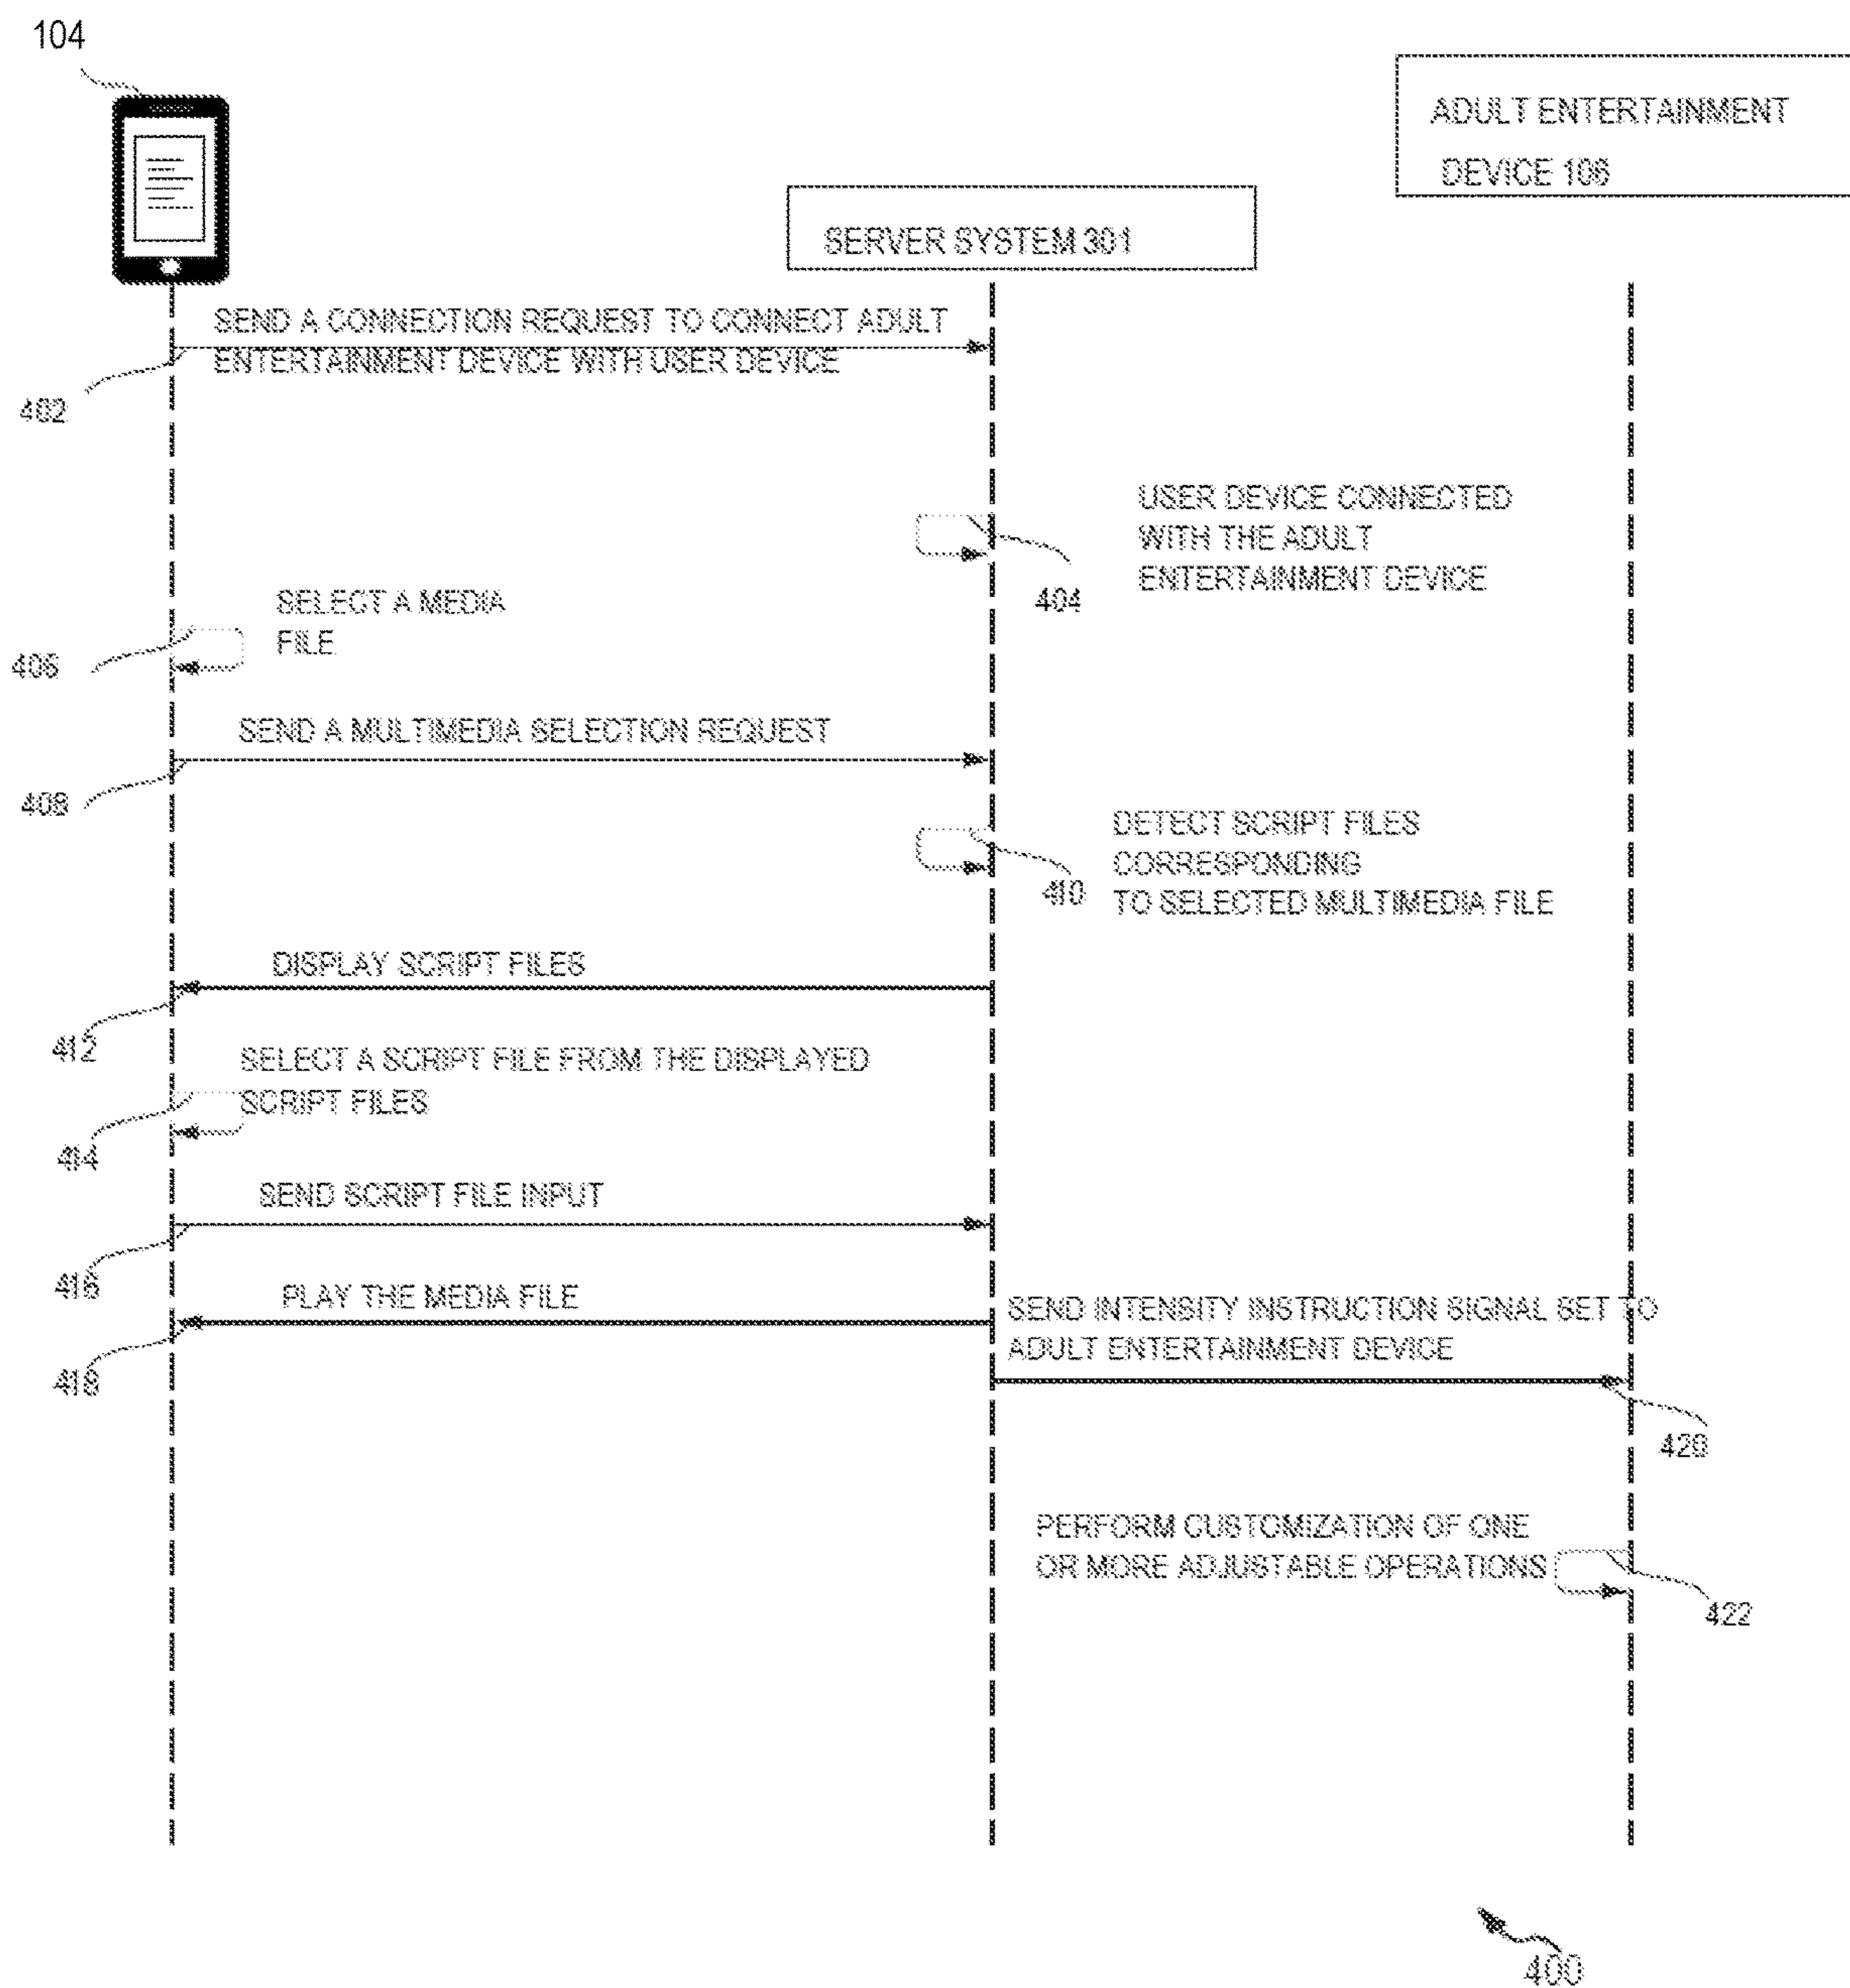 104
ADULT ENTERTAINMENT
DEVICE 106
SERVER SYSTEM 301
SEND A CONNECTION REQUEST TO CONNECT ADULT
ENTERTAINMENT DEVICE WITH USER DEVICE
402
USER DEVICE CONNECTED
WITH THE ADULT
ENTERTAINMENT DEVICE
404
SELECT A MEDIA
FILE
406
SEND A MULTIMEDIA SELECTION REQUEST
408
DETECT SCRIPT FILES
CORRESPONDING
TO SELECTED MULTIMEDIA FILE
410
DISPLAY SCRIPT FILES
412
SELECT A SCRIPT FILE FROM THE DISPLAYED
SCRIPT FILES
414
SEND SCRIPT FILE INPUT
416
PLAY THE MEDIA FILE
418
SEND INTENSITY INSTRUCTION SIGNAL SET TO
ADULT ENTERTAINMENT DEVICE
420
PERFORM CUSTOMIZATION OF ONE
OR MORE ADJUSTABLE OPERATIONS
422
400